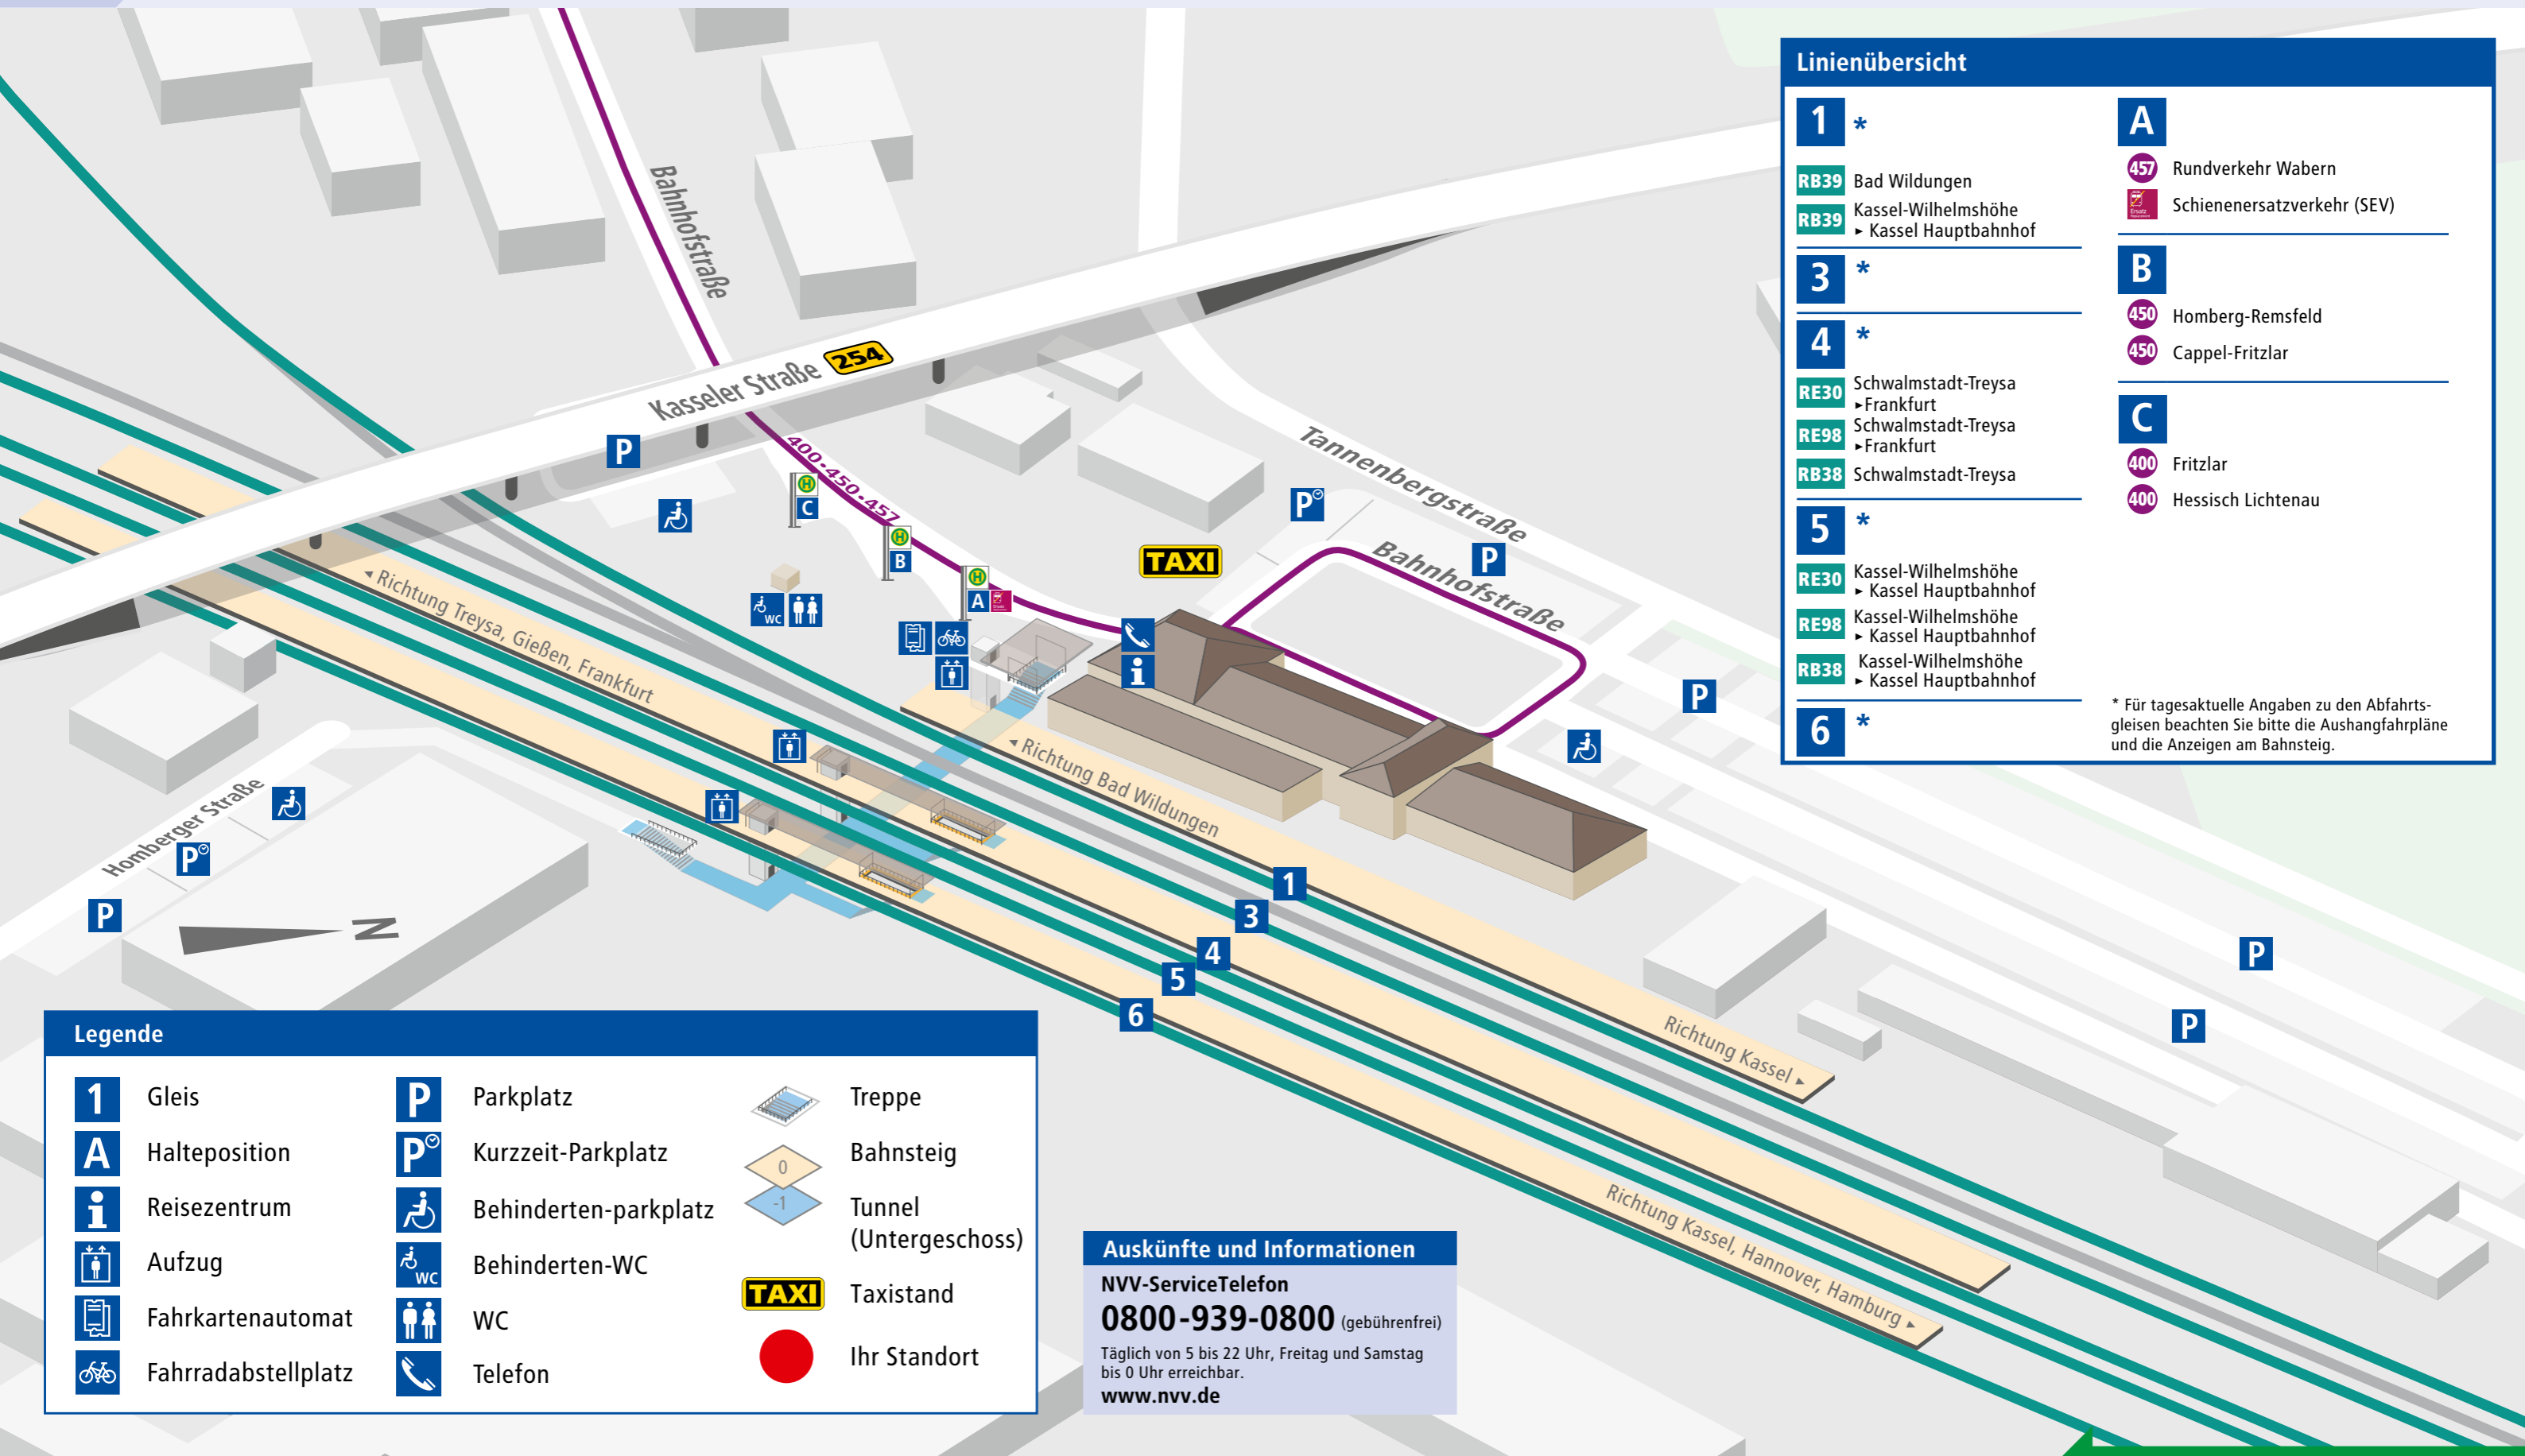 Bahnhofstraße
Kasseler Straße
254
P
400-450-457
H
C
H
B
H
A
WC
TAXI
P
Tannenbergstraße
Bahnhofstraße
P
P
i
◂ Richtung Treysa, Gießen, Frankfurt
◂ Richtung Bad Wildungen
Homberger Straße
P
P
N
1
3
4
5
6
Richtung Kassel ▸
Richtung Kassel, Hannover, Hamburg ▸
P
P
Linienübersicht
1 *
RB39 Bad Wildungen
RB39 Kassel-Wilhelmshöhe
▸ Kassel Hauptbahnhof
3 *
4 *
RE30 Schwalmstadt-Treysa
▸Frankfurt
RE98 Schwalmstadt-Treysa
▸Frankfurt
RB38 Schwalmstadt-Treysa
5 *
RE30 Kassel-Wilhelmshöhe
▸ Kassel Hauptbahnhof
RE98 Kassel-Wilhelmshöhe
▸ Kassel Hauptbahnhof
RB38 Kassel-Wilhelmshöhe
▸ Kassel Hauptbahnhof
6 *
A
457 Rundverkehr Wabern
Ersatz
Schienenersatzverkehr (SEV)
B
450 Homberg-Remsfeld
450 Cappel-Fritzlar
C
400 Fritzlar
400 Hessisch Lichtenau
* Für tagesaktuelle Angaben zu den Abfahrts-
gleisen beachten Sie bitte die Aushangfahrpläne
und die Anzeigen am Bahnsteig.
Legende
1 Gleis
A Halteposition
i Reisezentrum
Aufzug
Fahrkartenautomat
Fahrradabstellplatz
P Parkplatz
P Kurzzeit-Parkplatz
Behinderten-parkplatz
WC Behinderten-WC
WC
Telefon
Treppe
0 Bahnsteig
-1 Tunnel
(Untergeschoss)
TAXI Taxistand
Ihr Standort
Auskünfte und Informationen
NVV-ServiceTelefon
0800-939-0800 (gebührenfrei)
Täglich von 5 bis 22 Uhr, Freitag und Samstag
bis 0 Uhr erreichbar.
www.nvv.de